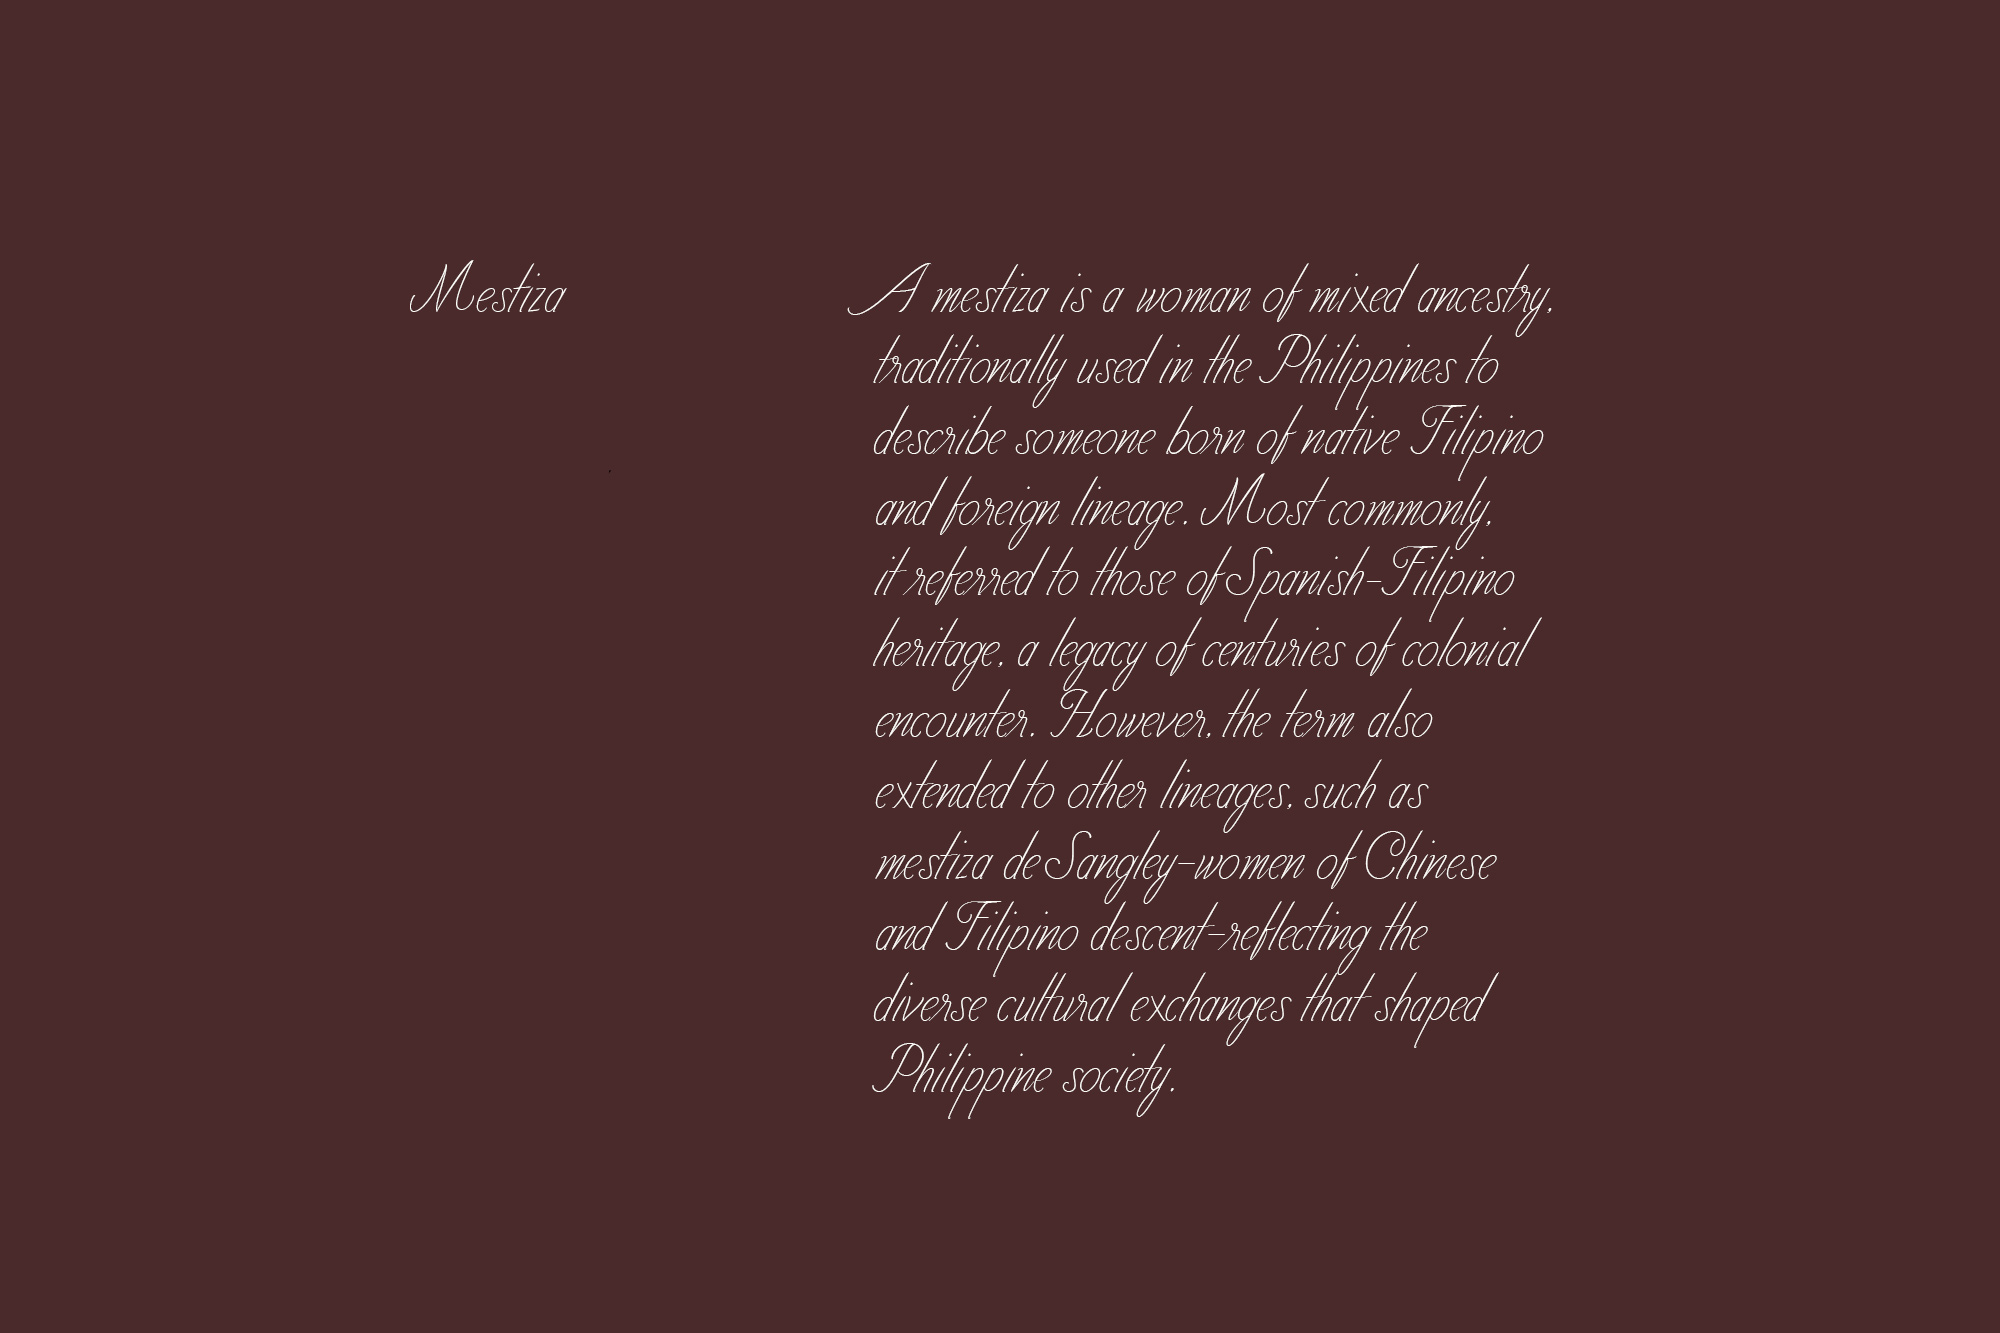 Mestiza
A mestiza is a woman of mixed ancestry,
traditionally used in the Philippines to
describe someone born of native Filipino
and foreign lineage. Most commonly,
it referred to those of Spanish-Filipino
heritage, a legacy of centuries of colonial
encounter. However, the term also
extended to other lineages, such as
mestiza de Sangley-women of Chinese
and Filipino descent-reflecting the
diverse cultural exchanges that shaped
Philippine society.